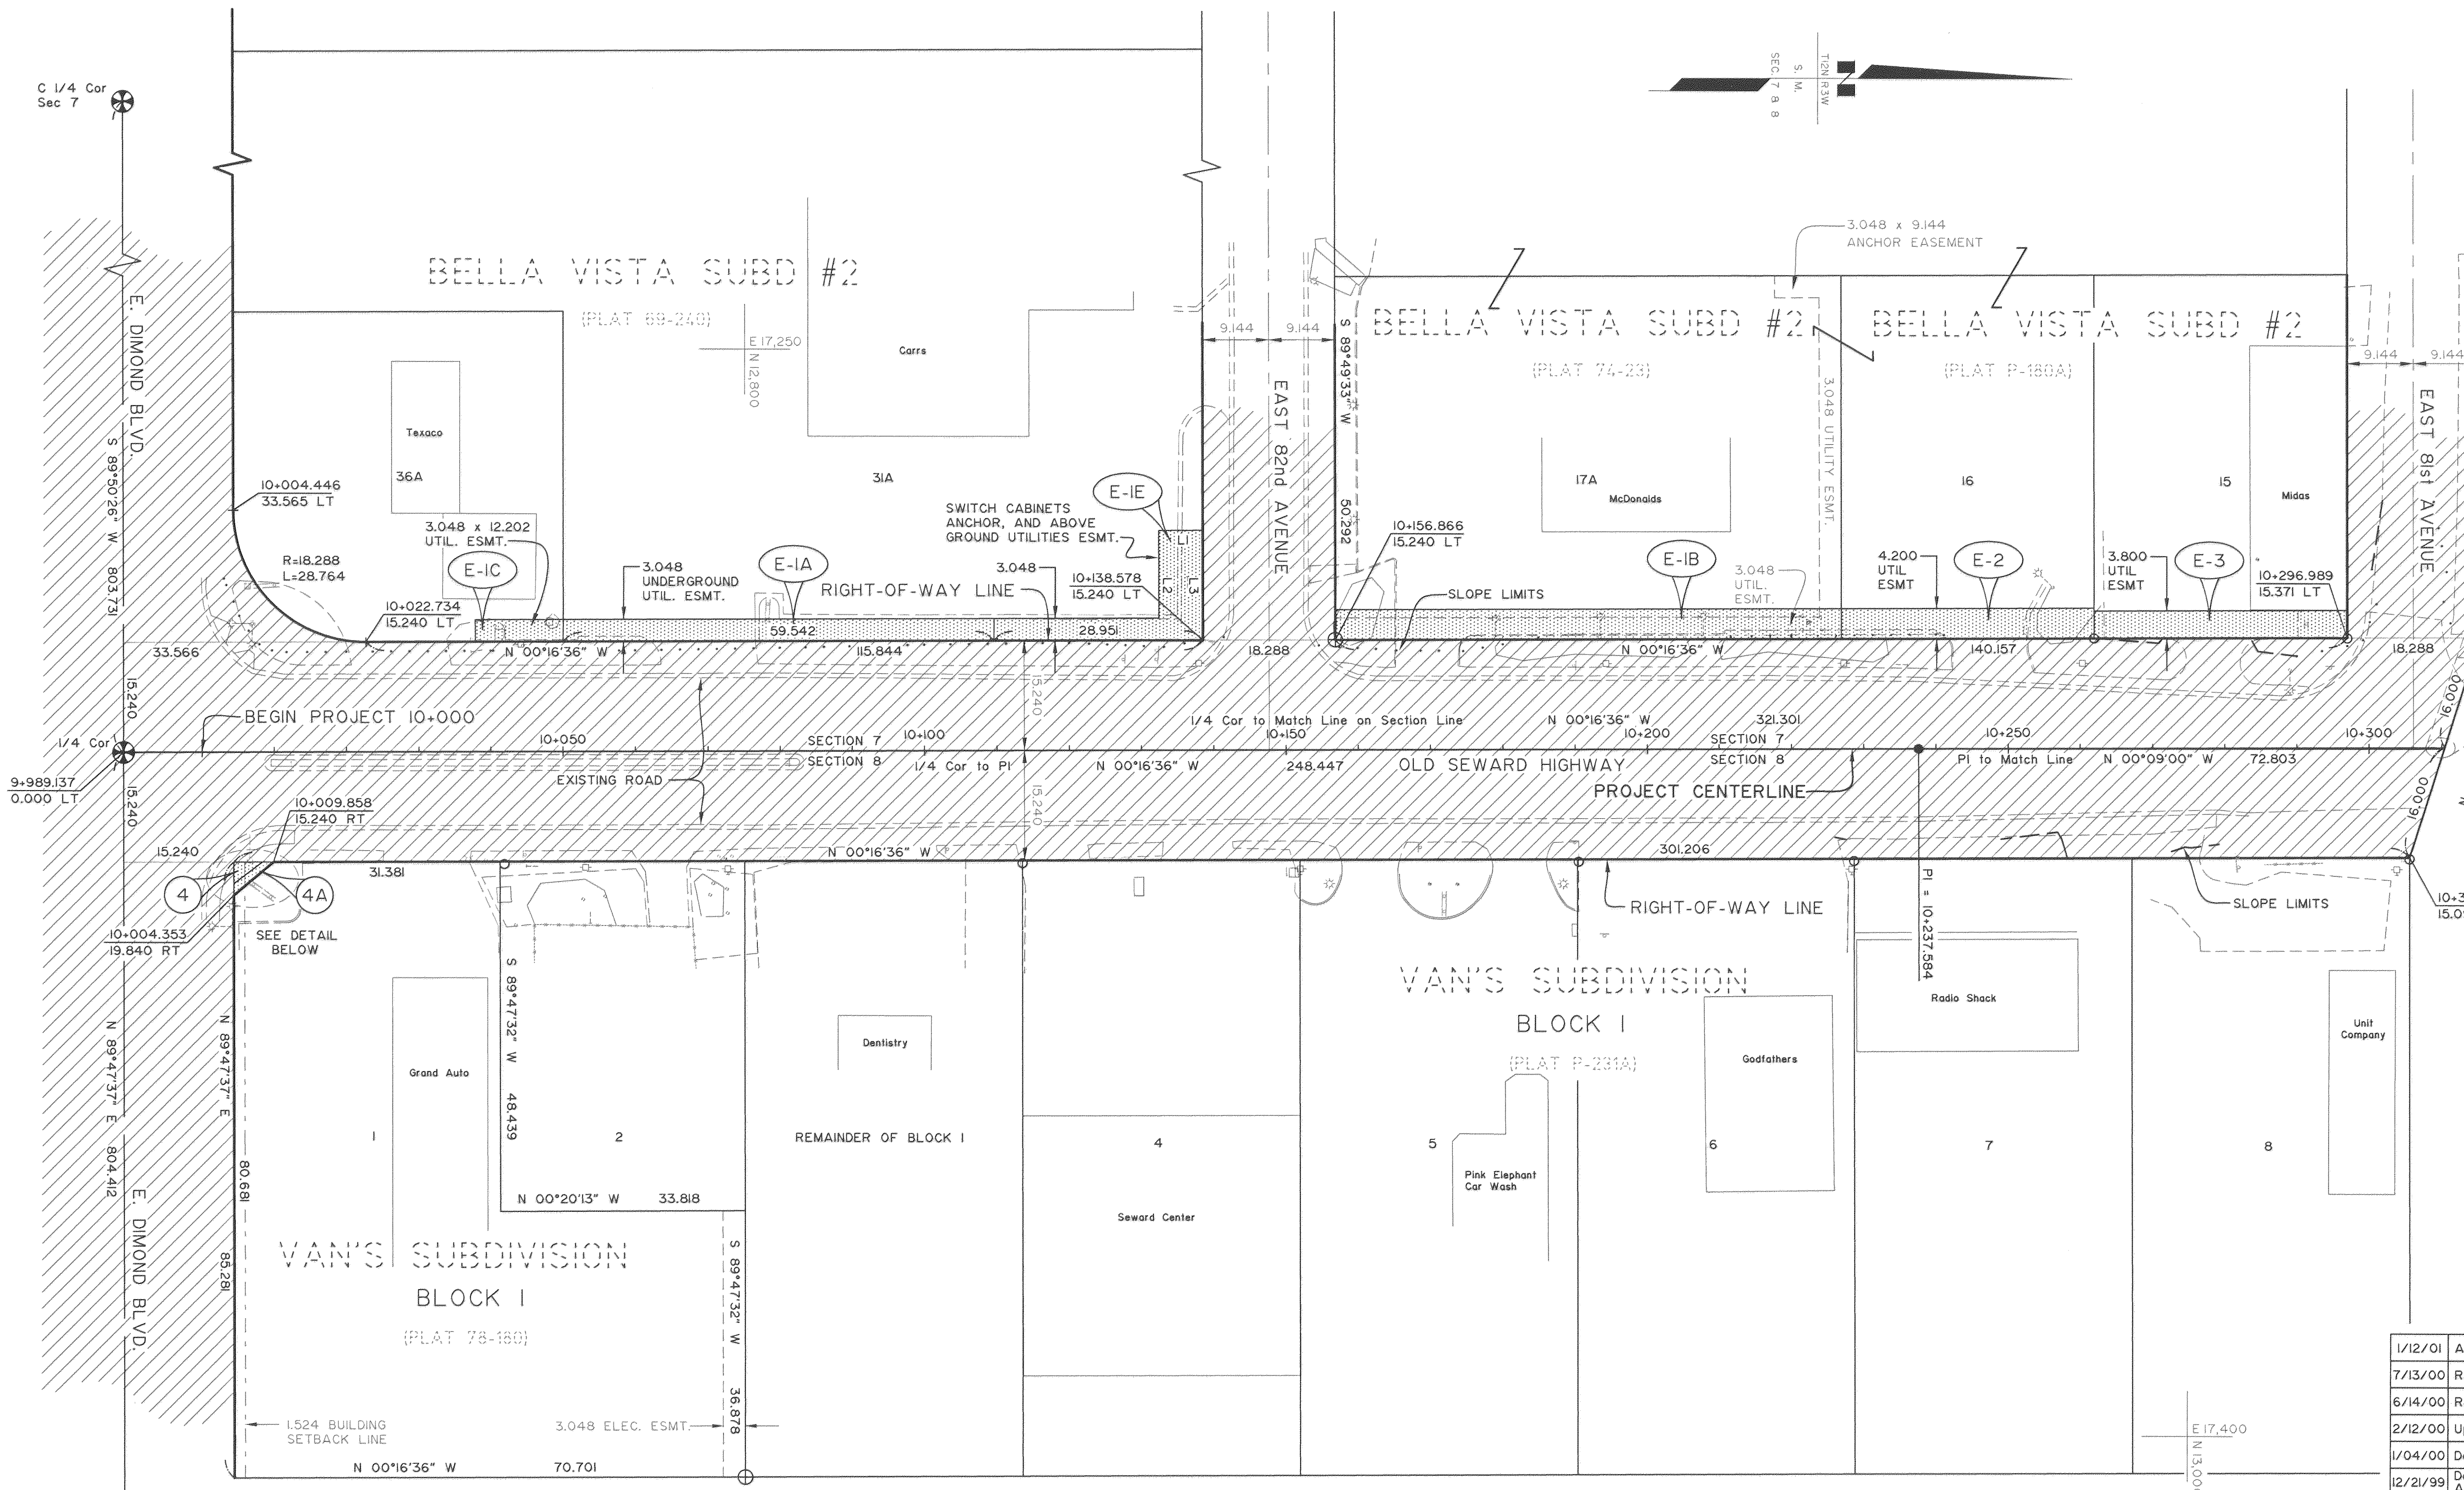 C 1/4 Cor
Sec 7
T12N R3W
S. M.
SEC. 7 & 8
N
3.048 x 9.144
ANCHOR EASEMENT
BELLA VISTA SUBD #2
(PLAT 69-240)
E 17,250
N 12,800
Carrs
Texaco
36A
31A
E. DIMOND BLVD.
S 89°50'26" W 803.731
10+004.446
33.565 LT
R=18.288
L=28.764
3.048 x 12.202
UTIL. ESMT.
E-1C
10+022.734
15.240 LT
3.048
UNDERGROUND
UTIL. ESMT.
E-1A
RIGHT-OF-WAY LINE
SWITCH CABINETS
ANCHOR, AND ABOVE
GROUND UTILITIES ESMT.
E-1E
L1
L2
L3
3.048
10+138.578
15.240 LT
59.542
28.951
N 00°16'36" W 115.844
9.144 9.144
EAST 82nd AVENUE
S 89°49'33" W 50.292
BELLA VISTA SUBD #2
(PLAT 74-23)
BELLA VISTA SUBD #2
(PLAT P-180A)
3.048 UTILITY ESMT.
17A
McDonalds
16
15
Midas
9.144 9.144
EAST 81st AVENUE
10+156.866
15.240 LT
E-1B
3.048
UTIL.
ESMT.
SLOPE LIMITS
4.200
UTIL
ESMT
E-2
3.800
UTIL
ESMT
E-3
10+296.989
15.371 LT
33.566
18.288
N 00°16'36" W 140.157
18.288
15.240
15.240
16.000
BEGIN PROJECT 10+000
1/4 Cor to Match Line on Section Line N 00°16'36" W 321.301
1/4 Cor
10+050
SECTION 7
10+100
10+150
10+200
SECTION 7
10+250
10+300
SECTION 8
1/4 Cor to PI N 00°16'36" W 248.447
OLD SEWARD HIGHWAY
SECTION 8
PI to Match Line N 00°09'00" W 72.803
9+989.137
0.000 LT
EXISTING ROAD
PROJECT CENTERLINE
15.240
15.240
16.000
10+009.858
15.240 RT
15.240
31.381
N 00°16'36" W
301.206
4
4A
10+004.353
19.840 RT
SEE DETAIL
BELOW
RIGHT-OF-WAY LINE
PI = 10+237.584
SLOPE LIMITS
10+3
VAN'S SUBDIVISION
BLOCK 1
(PLAT P-231A)
Radio Shack
Unit
Company
Godfathers
Dentistry
Grand Auto
S 89°47'32" W 48.439
N 89°47'37" E 804.412
N 89°47'37" E
80.681
85.281
1
2
REMAINDER OF BLOCK 1
4
5
6
7
8
Pink Elephant
Car Wash
Seward Center
N 00°20'13" W 33.818
E. DIMOND BLVD.
VAN'S SUBDIVISION
BLOCK 1
(PLAT 78-180)
S 89°47'32" W 36.878
1.524 BUILDING
SETBACK LINE
3.048 ELEC. ESMT.
N 00°16'36" W 70.701
E 17,400
N 13,00
1/12/01 A
7/13/00 R
6/14/00 R
2/12/00 U
1/04/00 D
12/21/99 D